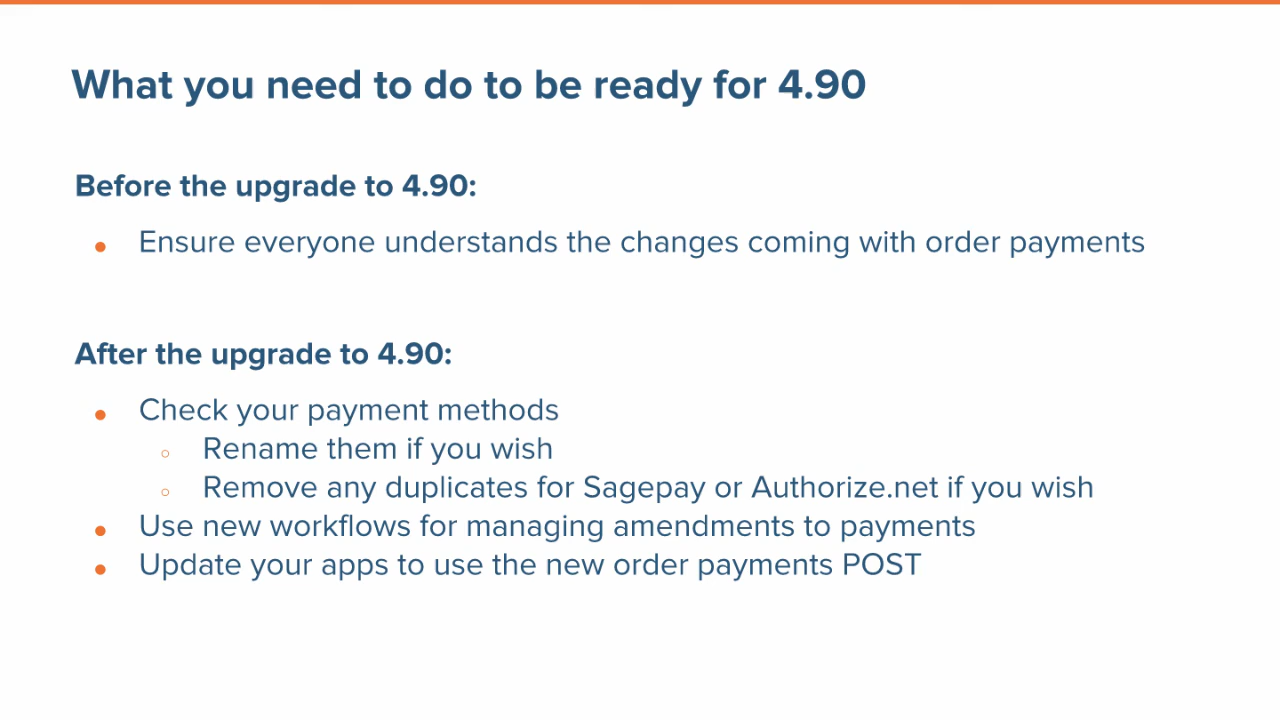 What you need to do to be ready for 4.90
Before the upgrade to 4.90:
● Ensure everyone understands the changes coming with order payments
After the upgrade to 4.90:
● Check your payment methods
○ Rename them if you wish
○ Remove any duplicates for Sagepay or Authorize.net if you wish
● Use new workflows for managing amendments to payments
● Update your apps to use the new order payments POST